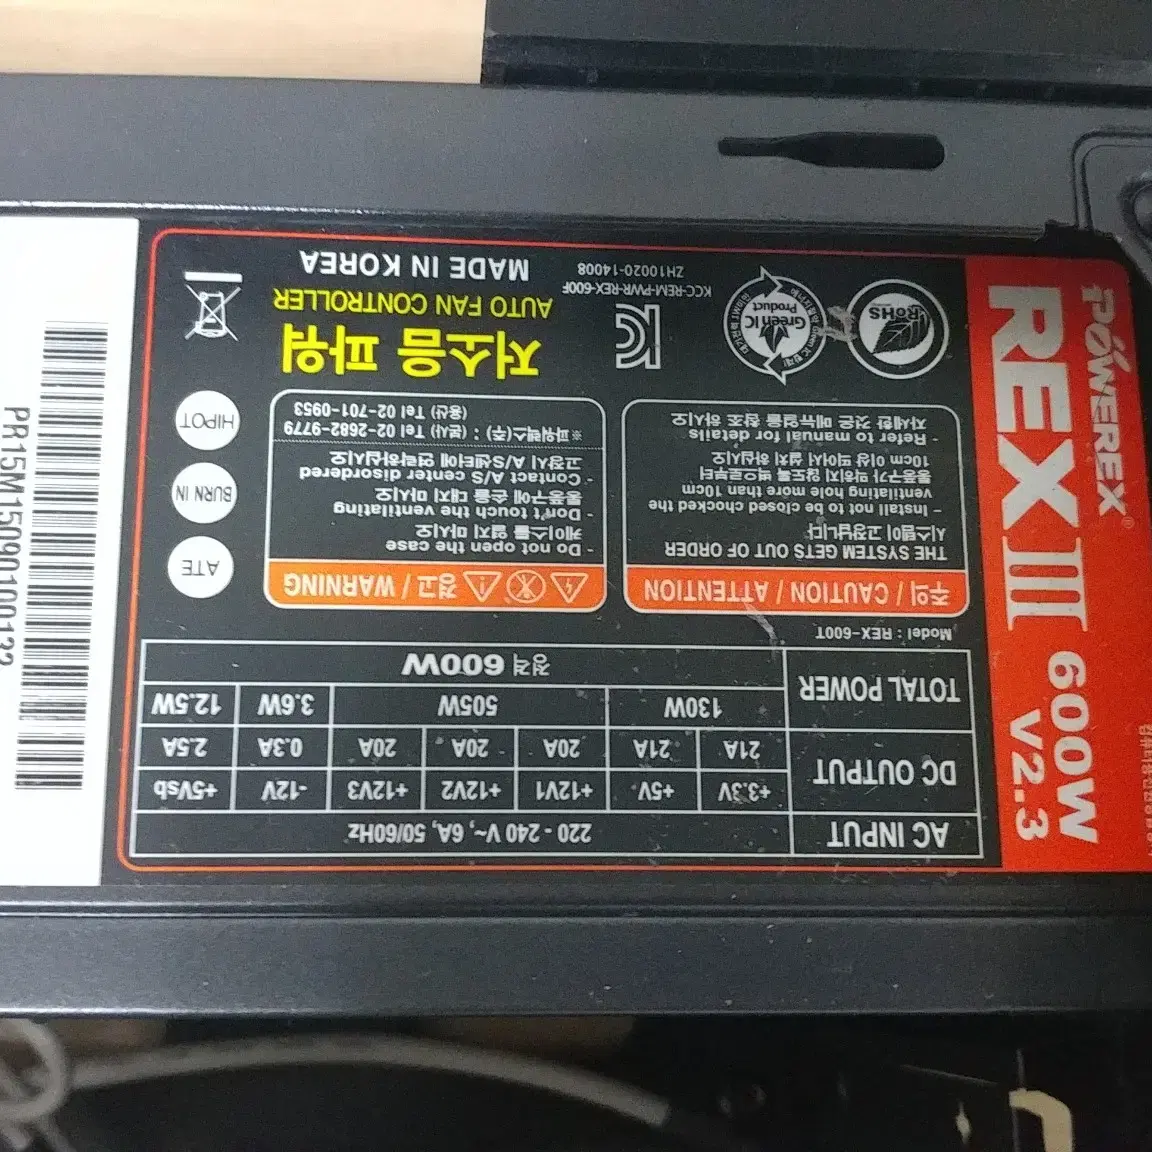 POWEREX®
REX III 600W
V2.3
AC INPUT
220 - 240 V ~, 6A, 50/60Hz
DC OUTPUT
+3.3V +5V +12V1 +12V2 +12V3 -12V +5Vsb
21A 21A 20A 20A 20A 0.3A 2.5A
TOTAL POWER
130W 505W 3.6W 12.5W
정격 600W
Model : REX-600T
주의 / CAUTION / ATTENTION
THE SYSTEM GETS OUT OF ORDER
시스템이 고장납니다
- Install not to be closed the chocked
ventilating hole more than 10cm
통풍구가 막히지 않도록 벽으로부터
10cm 이상 띄어서 설치 하십시오
- Refer to manual for details
자세한 것은 메뉴얼을 참조 하시오
경고 / WARNING
- Do not open the case
케이스를 열지 마시오
- Don't the touch the ventilating
통풍구에 손을 대지 마시오
- Contact A/S center disordered
고장시 A/S센터에 연락하십시오
※파워렉스(주) : (본사) Tel 02-2682-9779
(용산) Tel 02-701-0953
ATE
BURN IN
HIPOT
RoHS
Green IC
Product
KCC-REM-PWR-REX-600F
ZH10020-14008
저소음 파워
AUTO FAN CONTROLLER
MADE IN KOREA
PR15M15090100132